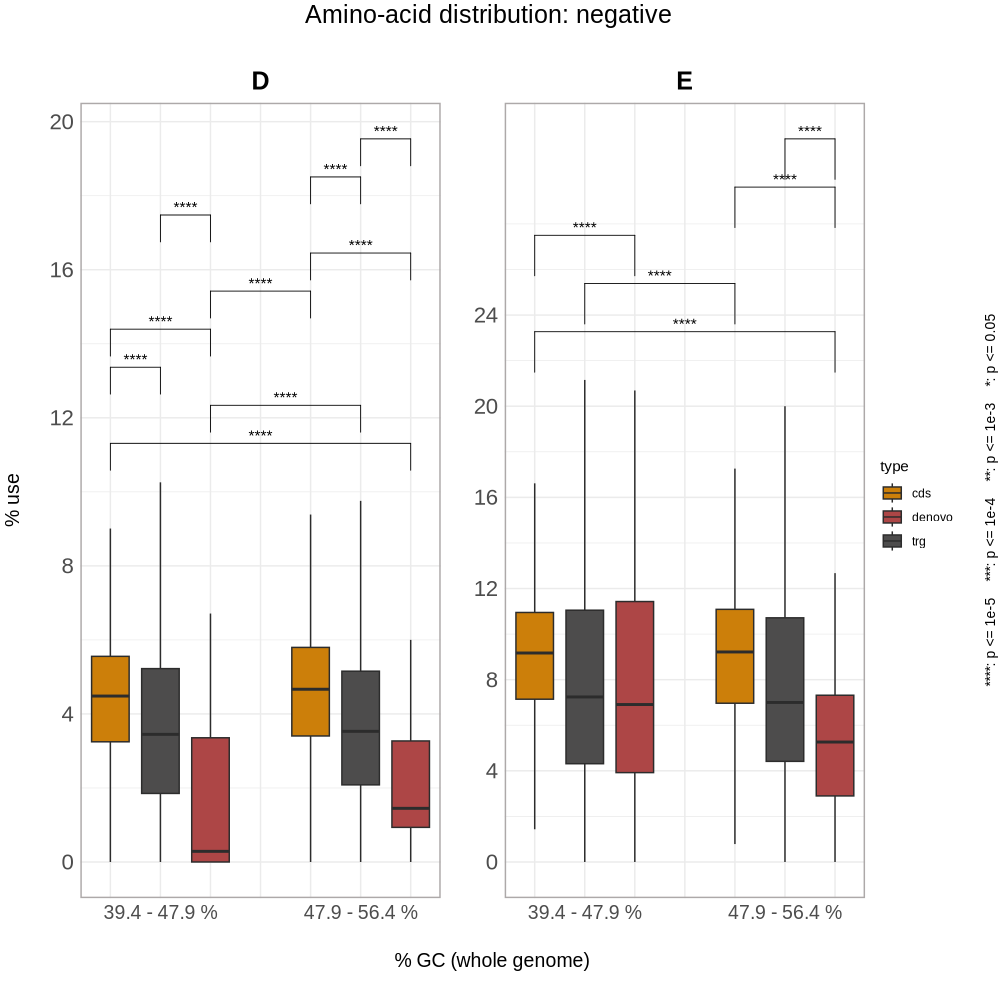 Amino-acid distribution: negative
D
E
% use
20
16
12
8
4
0
****
****
****
****
****
****
****
****
****
24
20
16
12
8
4
0
****
****
****
****
****
39.4 - 47.9 %
47.9 - 56.4 %
39.4 - 47.9 %
47.9 - 56.4 %
% GC (whole genome)
type
cds
denovo
trg
****: p <= 1e-5 ***: p <= 1e-4 **: p <= 1e-3 *: p <= 0.05